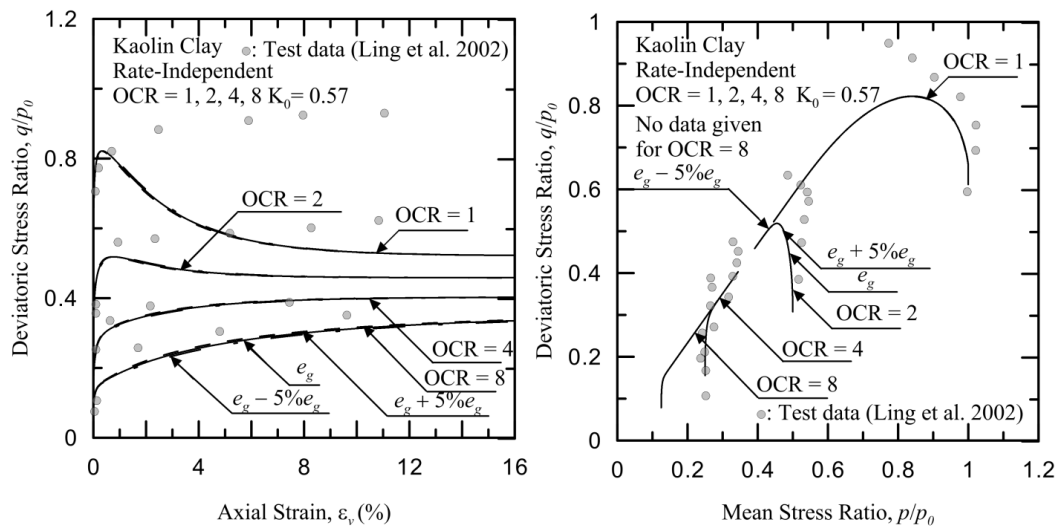 1.2
0.8
0.4
0
0 4 8 12 16
Deviatoric Stress Ratio, q/p0
Axial Strain, εv (%)
Kaolin Clay
: Test data (Ling et al. 2002)
Rate-Independent
OCR = 1, 2, 4, 8 K0 = 0.57
OCR = 2
OCR = 1
OCR = 4
OCR = 8
eg
eg + 5%eg
eg − 5%eg
1
0.8
0.6
0.4
0.2
0
0 0.2 0.4 0.6 0.8 1 1.2
Deviatoric Stress Ratio, q/p0
Mean Stress Ratio, p/p0
Kaolin Clay
Rate-Independent
OCR = 1, 2, 4, 8 K0 = 0.57
No data given
for OCR = 8
eg − 5%eg
OCR = 1
eg + 5%eg
eg
OCR = 2
OCR = 4
OCR = 8
: Test data (Ling et al. 2002)